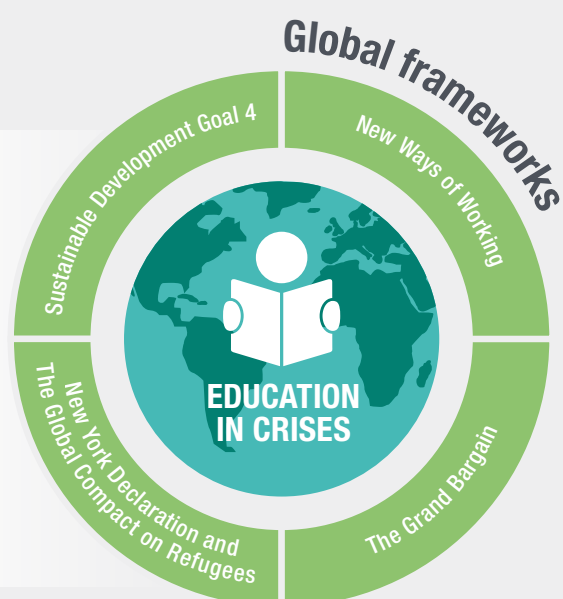 Global frameworks
Sustainable Development Goal 4
New Ways of Working
EDUCATION
IN CRISES
New York Declaration and
The Global Compact on Refugees
The Grand Bargain